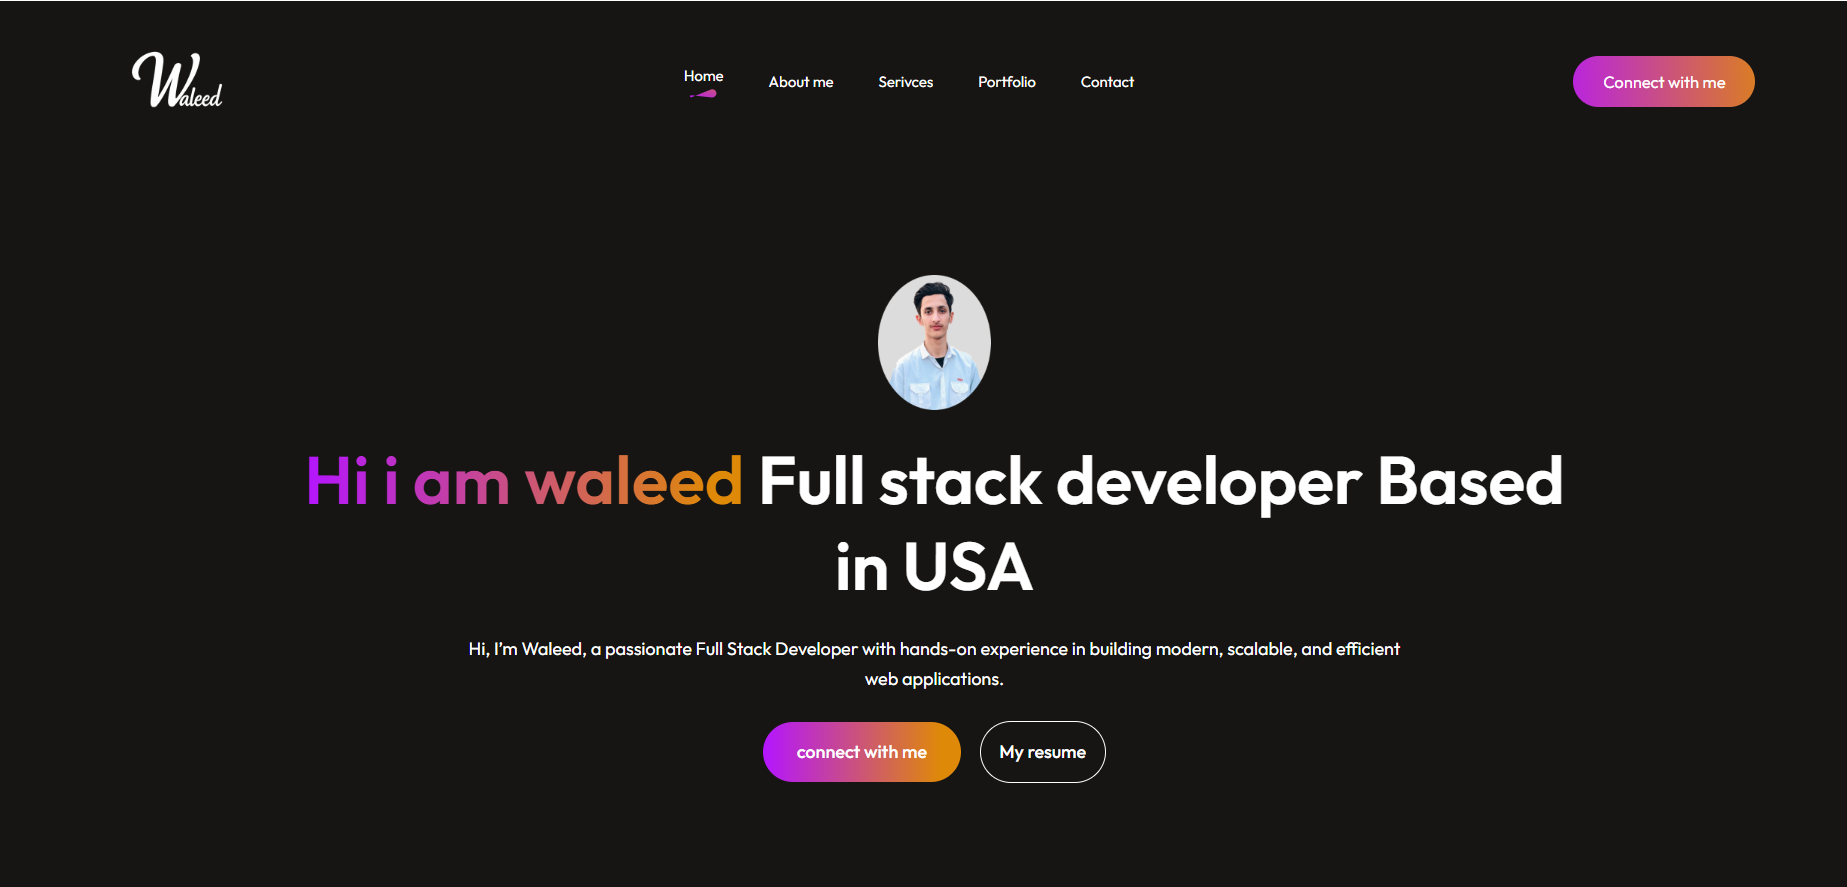 Waleed
Home
About me
Serivces
Portfolio
Contact
Connect with me
Hi i am waleed Full stack developer Based
in USA
Hi, I’m Waleed, a passionate Full Stack Developer with hands-on experience in building modern, scalable, and efficient
web applications.
connect with me
My resume